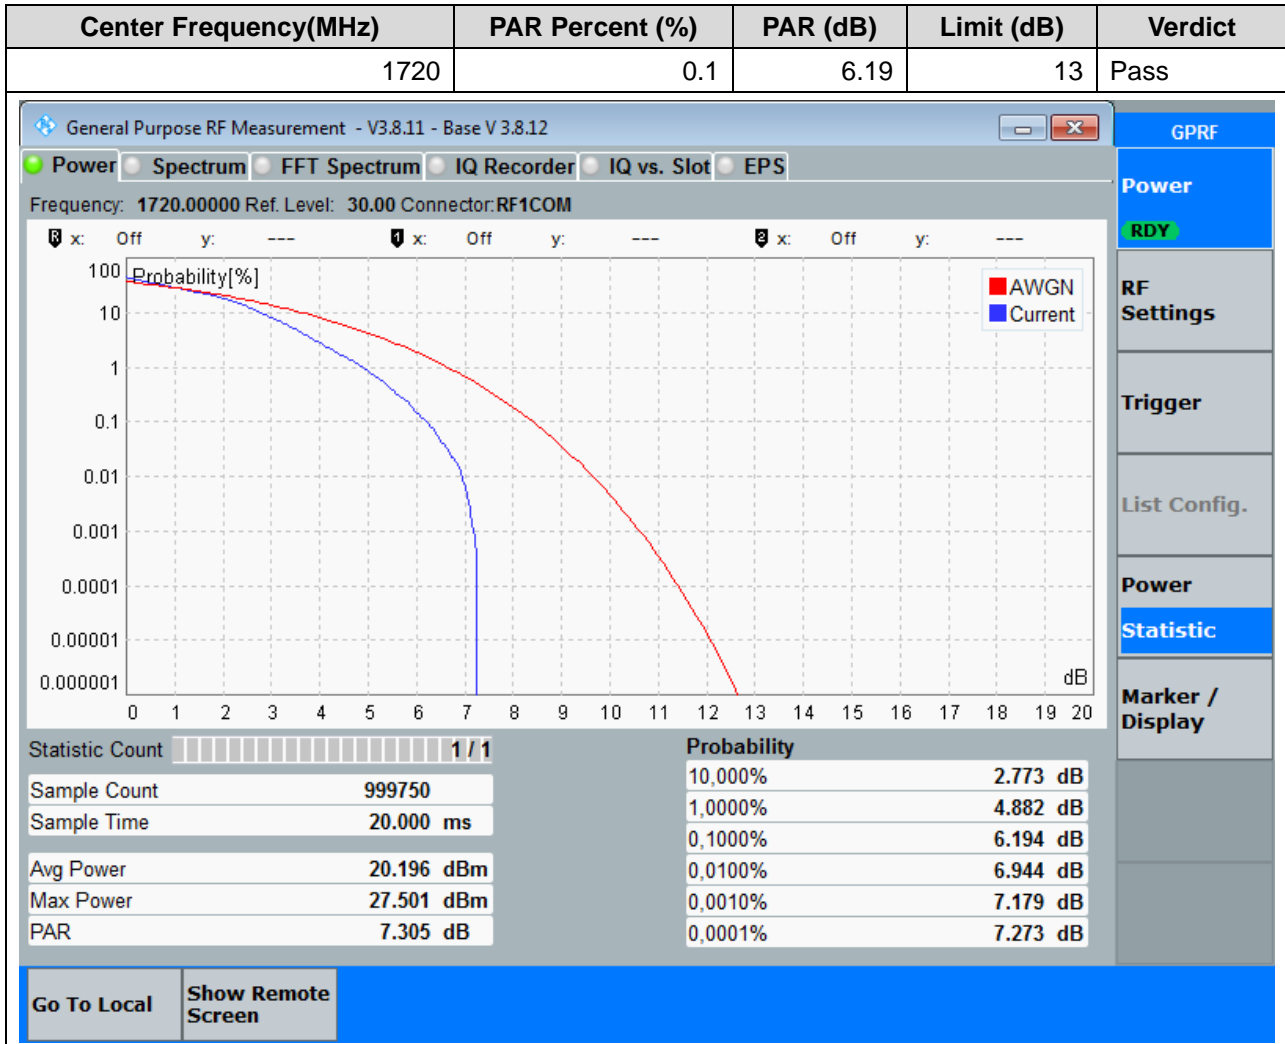 Center Frequency(MHz) PAR Percent (%) PAR (dB) Limit (dB) Verdict
1720 0.1 6.19 13 Pass
General Purpose RF Measurement - V3.8.11 - Base V 3.8.12
GPRF
Power Spectrum FFT Spectrum IQ Recorder IQ vs. Slot EPS
Frequency: 1720.00000 Ref. Level: 30.00 Connector:RF1COM
R x: Off y: --- 1 x: Off y: --- 2 x: Off y: ---
Probability[%]
AWGN
Current
100
10
1
0.1
0.01
0.001
0.0001
0.00001
0.000001
dB
0 1 2 3 4 5 6 7 8 9 10 11 12 13 14 15 16 17 18 19 20
Statistic Count 1 / 1
Sample Count 999750
Sample Time 20.000 ms
Avg Power 20.196 dBm
Max Power 27.501 dBm
PAR 7.305 dB
Probability
10,000% 2.773 dB
1,0000% 4.882 dB
0,1000% 6.194 dB
0,0100% 6.944 dB
0,0010% 7.179 dB
0,0001% 7.273 dB
Power
RDY
RF
Settings
Trigger
List Config.
Power
Statistic
Marker /
Display
Go To Local
Show Remote
Screen